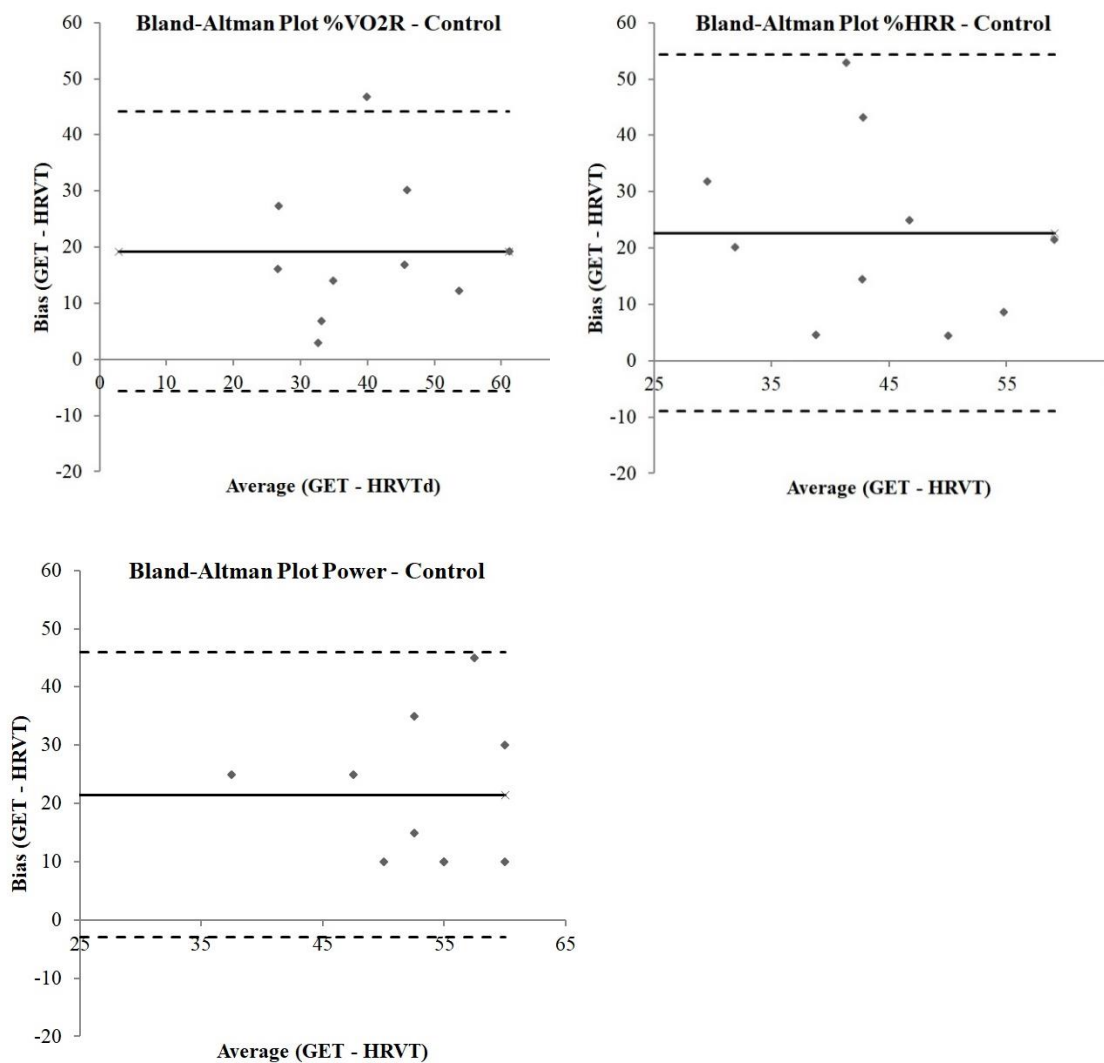 Bland-Altman Plot %VO2R - Control
60
50
40
30
20
10
0
-10
-20
0 10 20 30 40 50 60
Bias (GET - HRVT)
Average (GET - HRVTd)
Bland-Altman Plot %HRR - Control
60
50
40
30
20
10
0
-10
-20
25 35 45 55
Bias (GET - HRVT)
Average (GET - HRVT)
Bland-Altman Plot Power - Control
60
50
40
30
20
10
0
-10
-20
25 35 45 55 65
Bias (GET - HRVT)
Average (GET - HRVT)